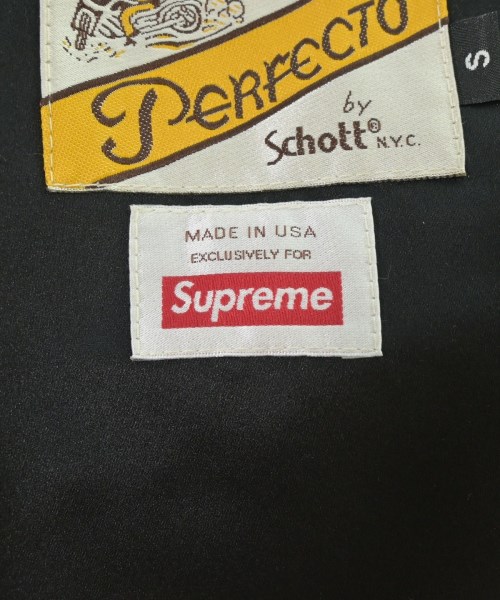 PERFECTO
by
Schott® N.Y.C.
S
MADE IN USA
EXCLUSIVELY FOR
Supreme